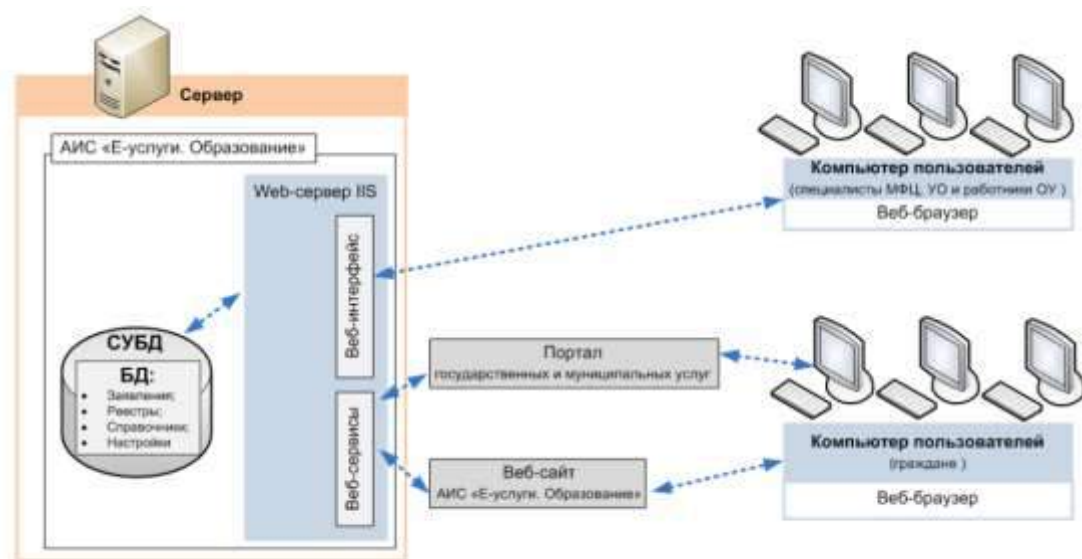 Сервер
АИС «Е-услуги. Образование»
Web-сервер IIS
Веб-интерфейс
Веб-сервисы
СУБД
БД:
• Заявления;
• Реестры;
• Справочники;
• Настройки
Портал
государственных и муниципальных услуг
Веб-сайт
АИС «Е-услуги. Образование»
Компьютер пользователей
(специалисты МФЦ, УО и работники ОУ )
Веб-браузер
Компьютер пользователей
(граждане )
Веб-браузер